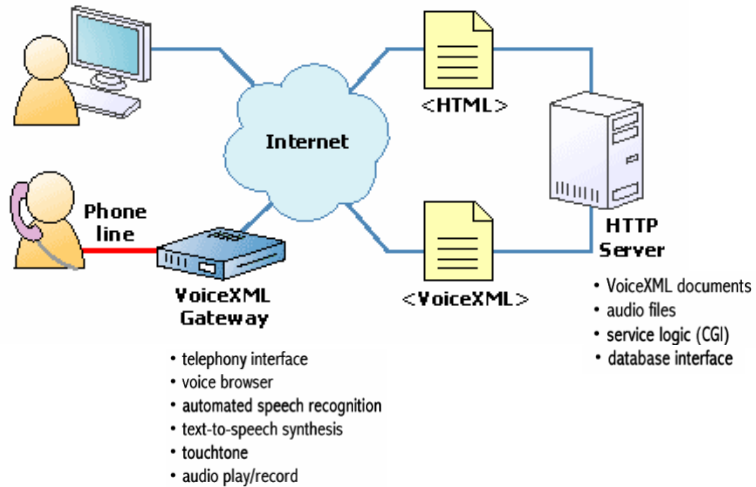 <HTML>
Internet
Phone
line
HTTP
Server
VoiceXML
Gateway
<VoiceXML>
• VoiceXML documents
• audio files
• service logic (CGI)
• database interface
• telephony interface
• voice browser
• automated speech recognition
• text-to-speech synthesis
• touchtone
• audio play/record